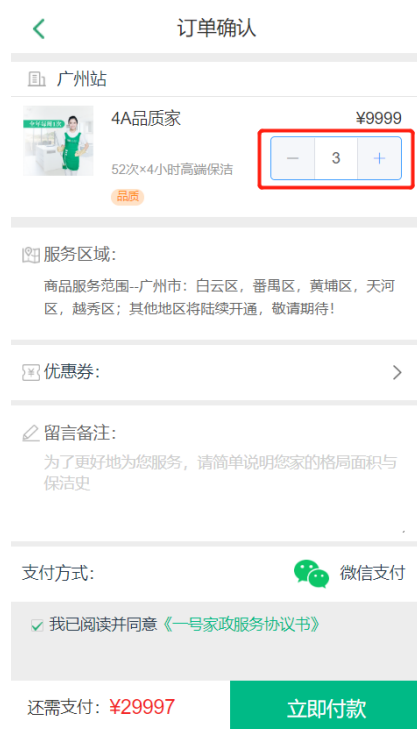 订单确认
广州站
4A品质家
¥9999
52次×4小时高端保洁
3
品质
服务区域：
商品服务范围--广州市：白云区，番禺区，黄埔区，天河
区，越秀区；其他地区将陆续开通，敬请期待！
优惠券：
留言备注：
为了更好地为您服务，请简单说明您家的格局面积与
保洁史
支付方式：
微信支付
我已阅读并同意《一号家政服务协议书》
还需支付：¥29997
立即付款